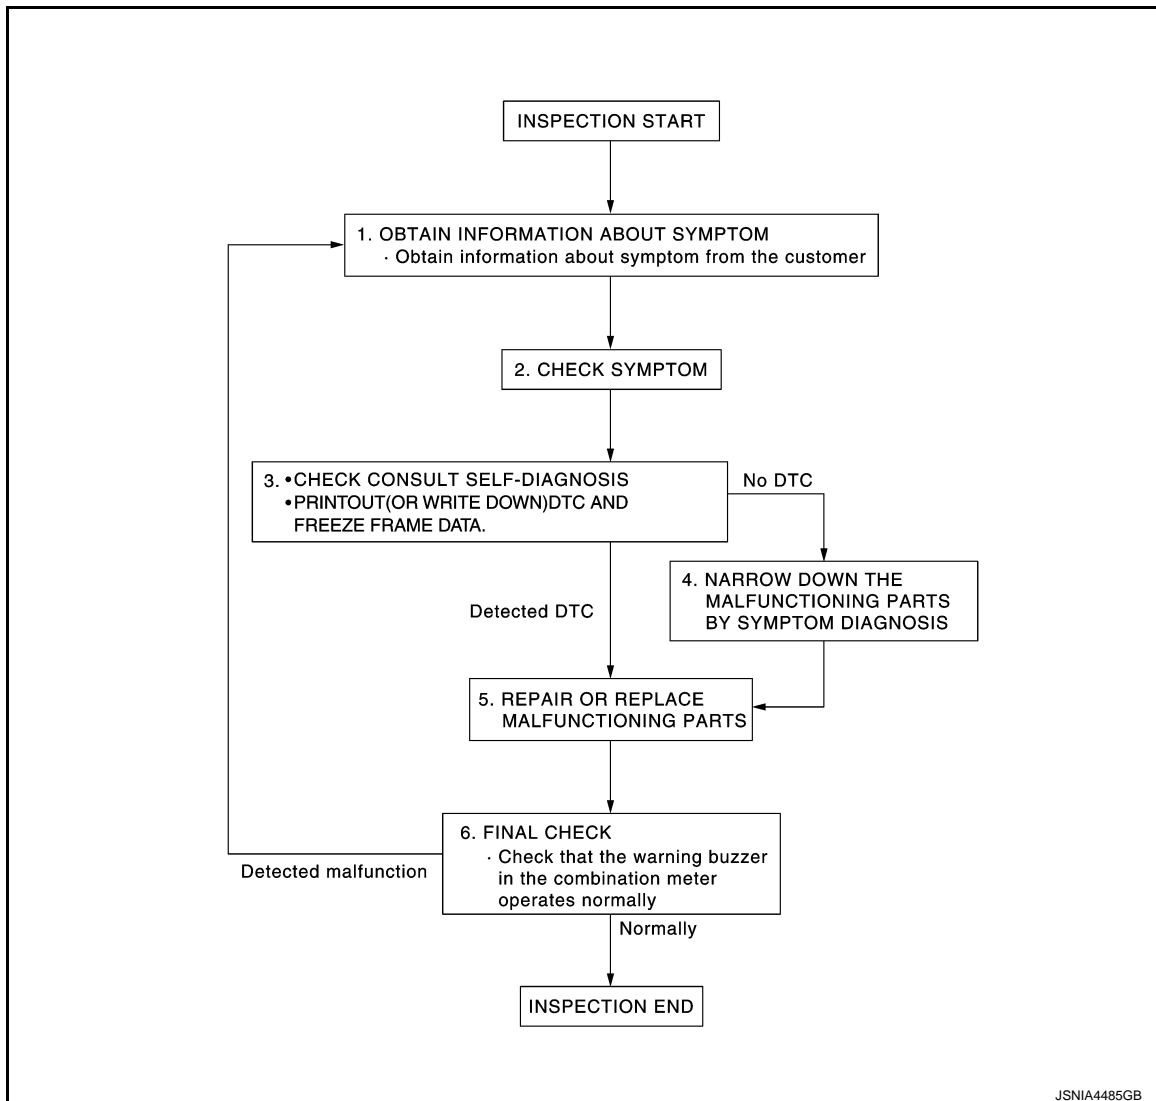 INSPECTION START
1. OBTAIN INFORMATION ABOUT SYMPTOM
· Obtain information about symptom from the customer
2. CHECK SYMPTOM
3. •CHECK CONSULT SELF-DIAGNOSIS
•PRINTOUT(OR WRITE DOWN)DTC AND
FREEZE FRAME DATA.
No DTC
4. NARROW DOWN THE
MALFUNCTIONING PARTS
BY SYMPTOM DIAGNOSIS
Detected DTC
5. REPAIR OR REPLACE
MALFUNCTIONING PARTS
6. FINAL CHECK
· Check that the warning buzzer
in the combination meter
operates normally
Detected malfunction
Normally
INSPECTION END
JSNIA4485GB